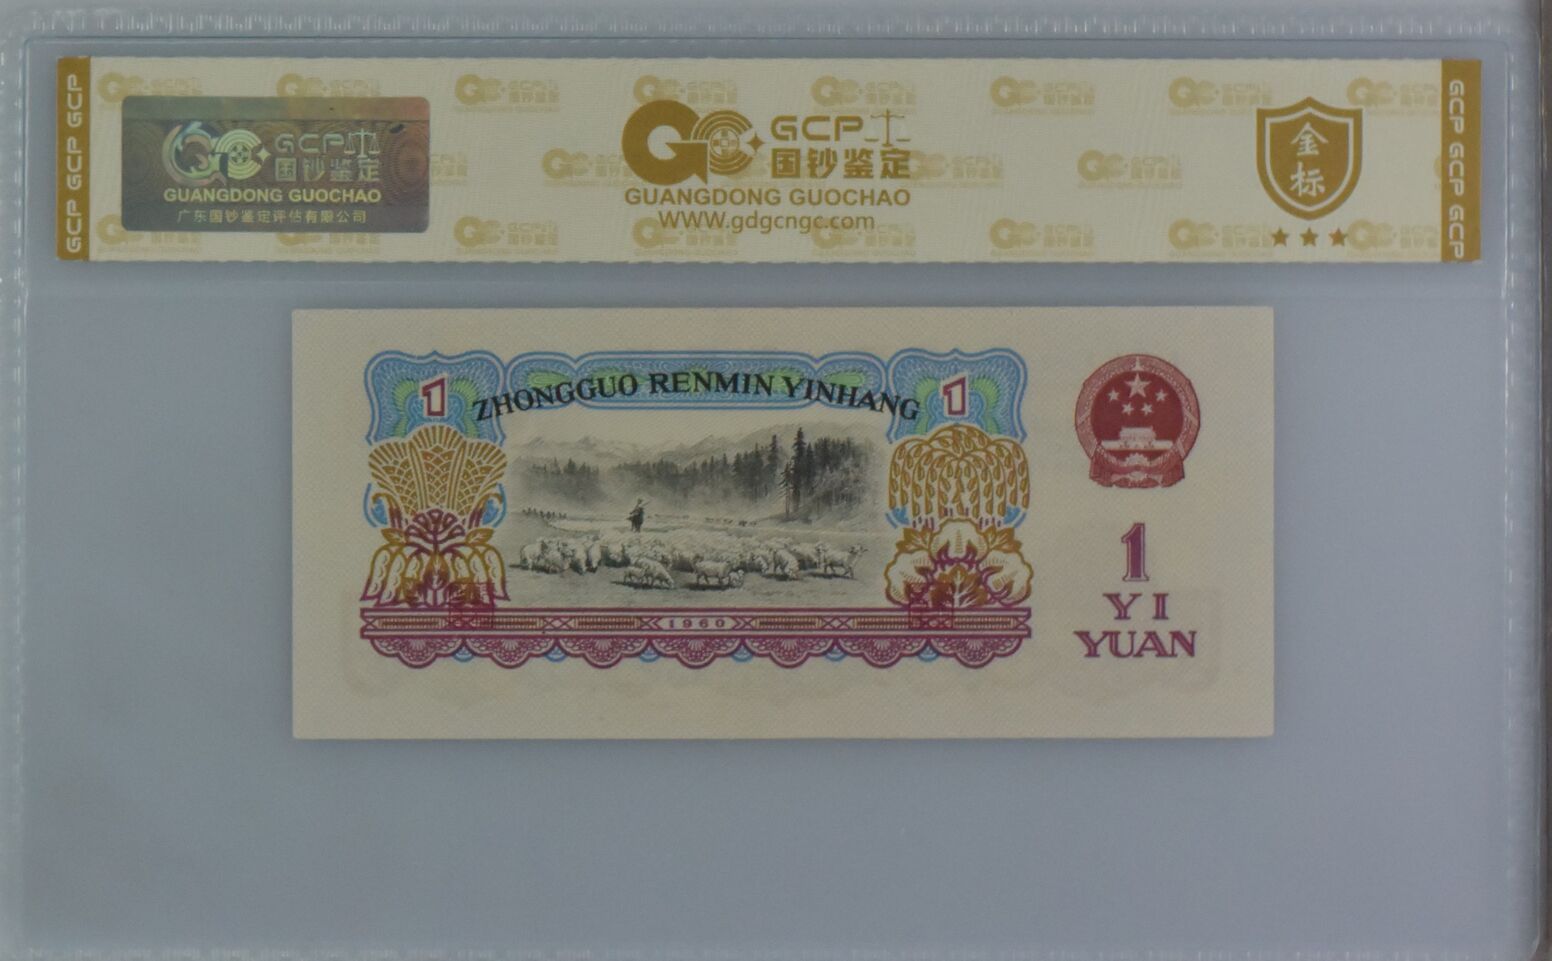 GCP GCP GCP
GCP
国钞鉴定
GUANGDONG GUOCHAO
广东国钞鉴定评估有限公司
GCP
国钞鉴定
GUANGDONG GUOCHAO
WWW.gdgcngc.com
金标
GCP GCP GCP
1
ZHONGGUO RENMIN YINHANG
1
1960
1
YI
YUAN